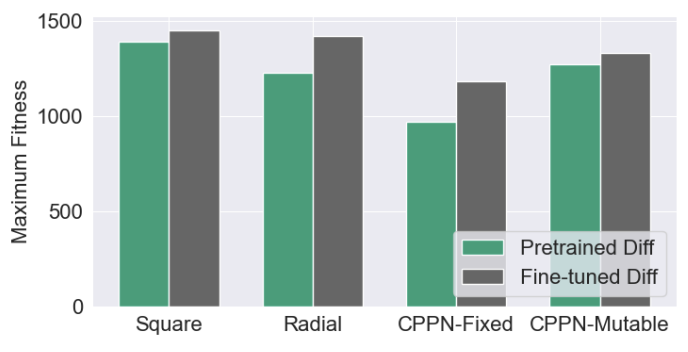 Maximum Fitness
1500
1000
500
0
Pretrained Diff
Fine-tuned Diff
Square Radial CPPN-Fixed CPPN-Mutable